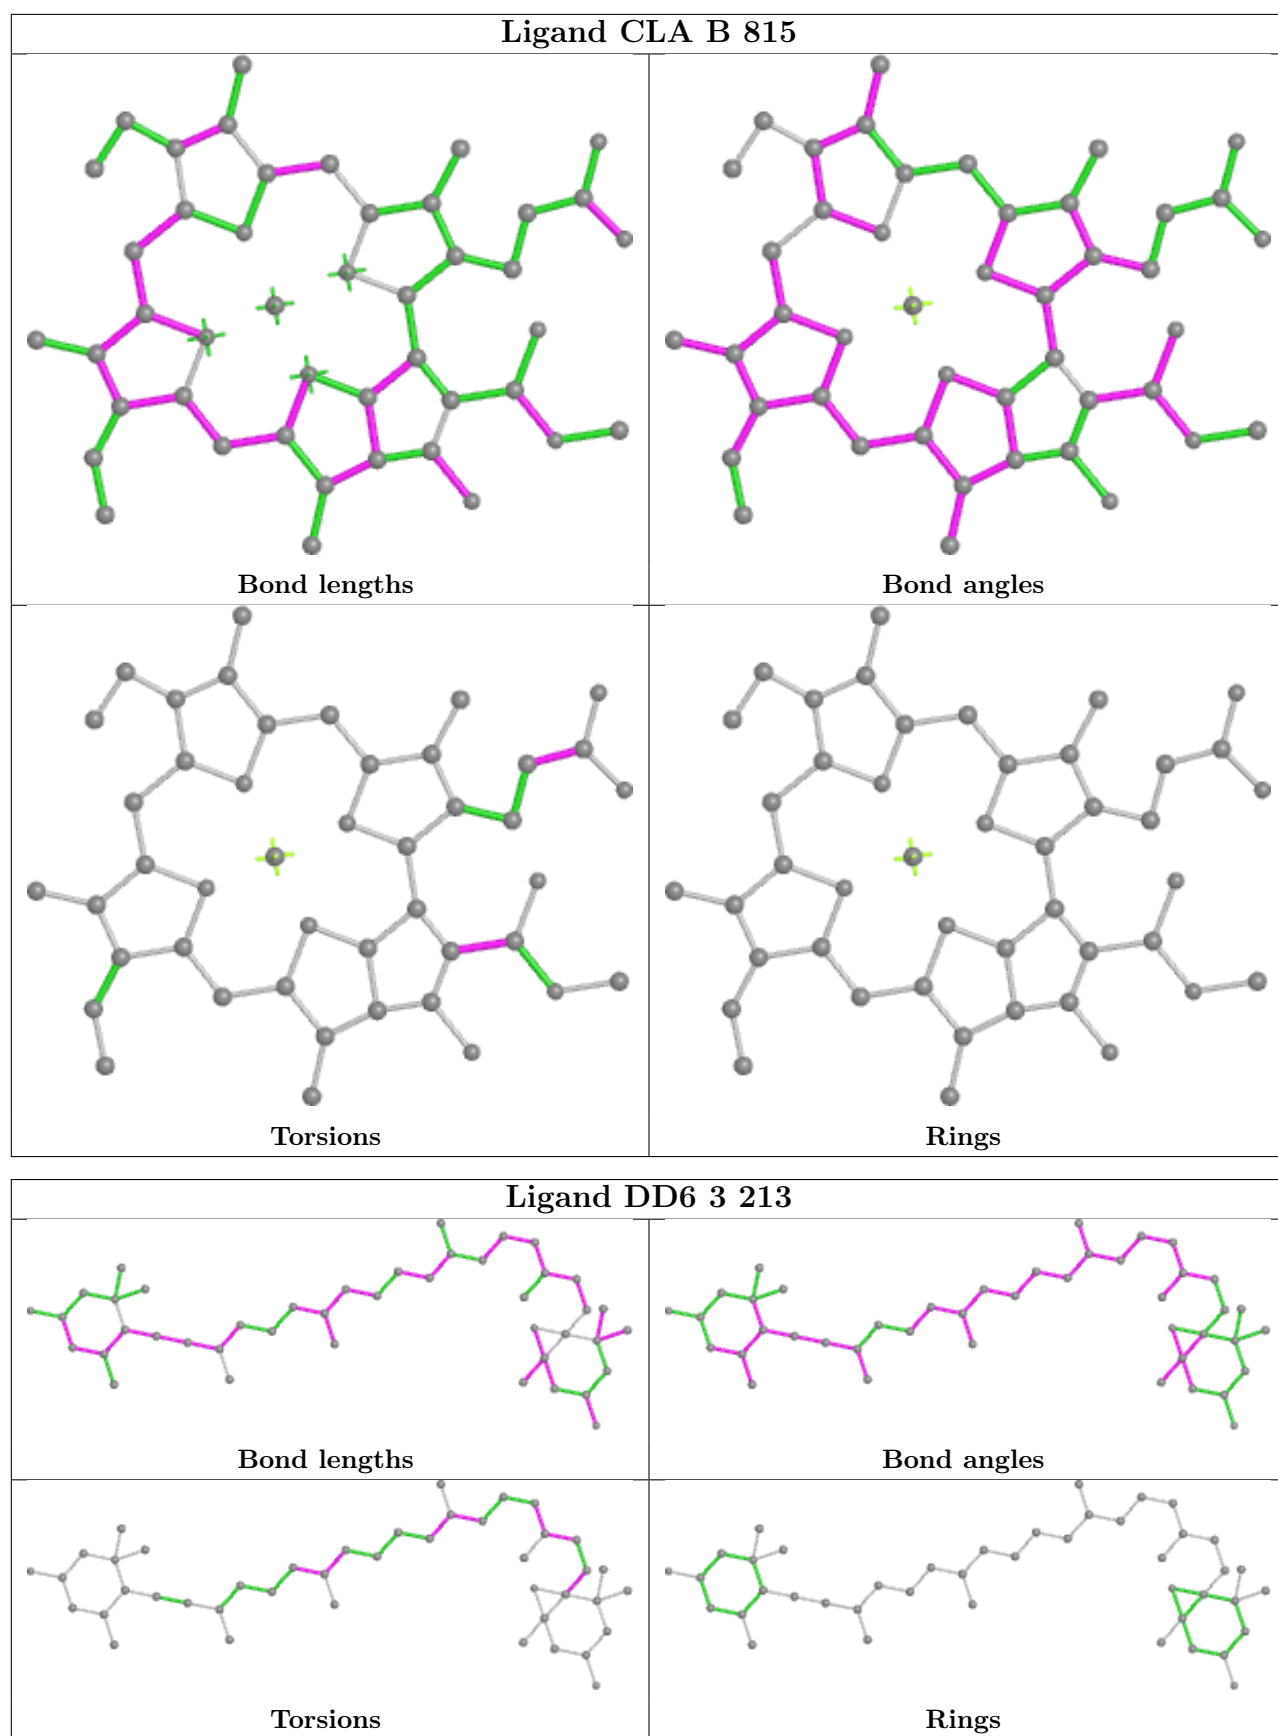 Ligand CLA B 815
Bond lengths
Bond angles
Torsions
Rings
Ligand DD6 3 213
Bond lengths
Bond angles
Torsions
Rings